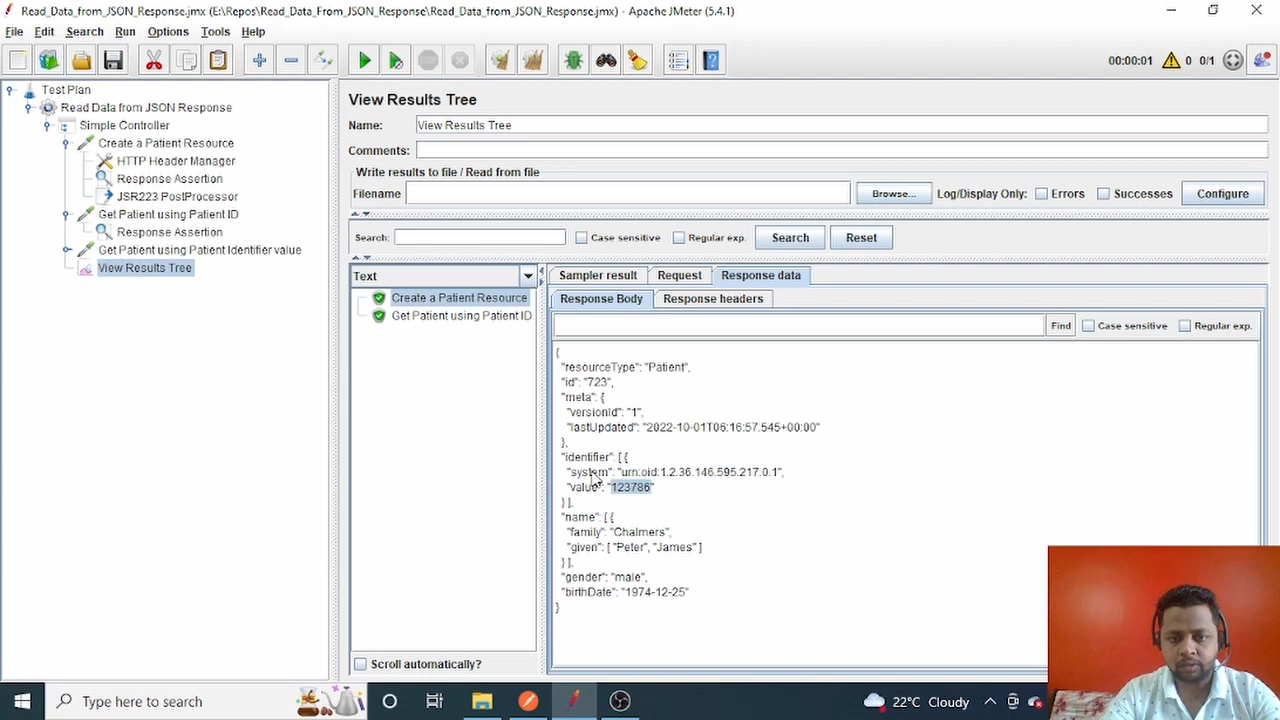 Read_Data_from_JSON_Response.jmx (E:\Repos\Read_Data_From_JSON_Response\Read_Data_from_JSON_Response.jmx) - Apache JMeter (5.4.1)
File Edit Search Run Options Tools Help
00:00:01 0 0/1
Test Plan
Read Data from JSON Response
Simple Controller
Create a Patient Resource
HTTP Header Manager
Response Assertion
JSR223 PostProcessor
Get Patient using Patient ID
Response Assertion
Get Patient using Patient Identifier value
View Results Tree
View Results Tree
Name: View Results Tree
Comments:
Write results to file / Read from file
Filename Browse... Log/Display Only: Errors Successes Configure
Search: Case sensitive Regular exp. Search Reset
Text
Create a Patient Resource
Get Patient using Patient ID
Scroll automatically?
Sampler result Request Response data
Response Body Response headers
Find Case sensitive Regular exp.
{
"resourceType": "Patient",
"id": "723",
"meta": {
"versionId": "1",
"lastUpdated": "2022-10-01T06:16:57.545+00:00"
},
"identifier": [ {
"system": "urn:oid:1.2.36.146.595.217.0.1",
"value": "123786"
} ],
"name": [ {
"family": "Chalmers",
"given": [ "Peter", "James" ]
} ],
"gender": "male",
"birthDate": "1974-12-25"
}
Type here to search
22°C Cloudy